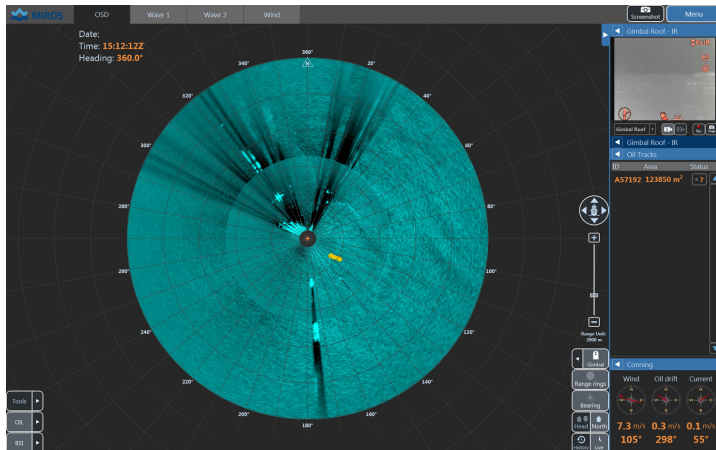 MIROS
OSD
Wave 1
Wave 2
Wind
Screenshot
Menu
Date:
Time: 15:12:12Z
Heading: 360.0°
360°
N
20°
40°
60°
80°
100°
120°
140°
160°
180°
200°
220°
240°
260°
280°
300°
320°
340°
Gimbal Roof - IR
Gimbal Roof
Gimbal Roof - IR
Oil Tracks
ID Area Status
A57192 123850 m² < ?
Range Unit:
2000 m
Gimbal
Range rings
Bearing
Head North
History Live
Tools
OIL
BSI
Conning
Wind Oil drift Current
7.3 m/s 0.3 m/s 0.1 m/s
105° 298° 55°